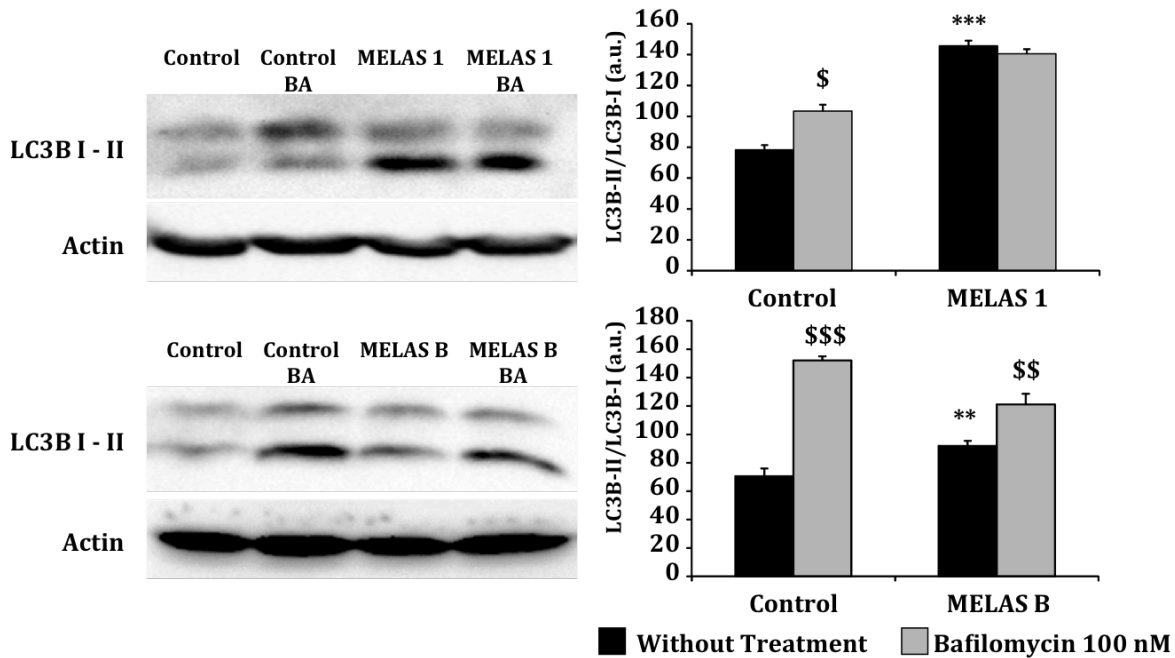 Control Control MELAS 1 MELAS 1
BA BA
LC3B I - II
Actin
LC3B-II/LC3B-I (a.u.)
160
140
120
100
80
60
40
20
0
***
$
Control MELAS 1
Control Control MELAS B MELAS B
BA BA
LC3B I - II
Actin
LC3B-II/LC3B-I (a.u.)
180
160
140
120
100
80
60
40
20
0
$$$
$$
**
Control MELAS B
Without Treatment Bafilomycin 100 nM